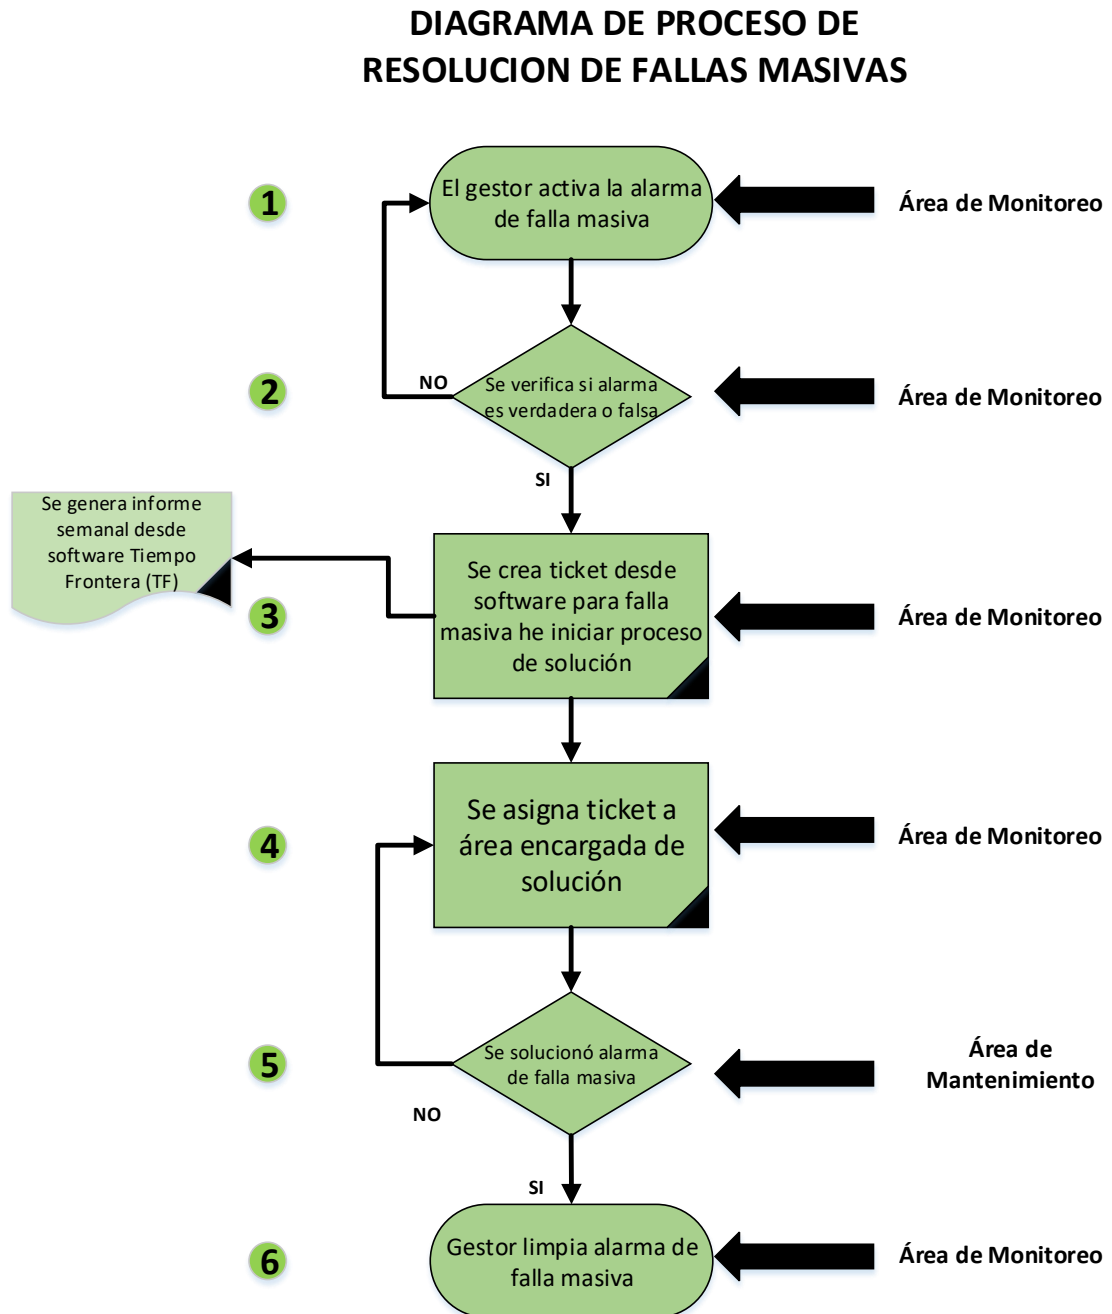 DIAGRAMA DE PROCESO DE
RESOLUCION DE FALLAS MASIVAS
1
El gestor activa la alarma
de falla masiva
Área de Monitoreo
2
NO
Se verifica si alarma
es verdadera o falsa
Área de Monitoreo
SI
Se genera informe
semanal desde
software Tiempo
Frontera (TF)
3
Se crea ticket desde
software para falla
masiva he iniciar proceso
de solución
Área de Monitoreo
4
Se asigna ticket a
área encargada de
solución
Área de Monitoreo
5
Se solucionó alarma
de falla masiva
NO
Área de
Mantenimiento
SI
6
Gestor limpia alarma de
falla masiva
Área de Monitoreo